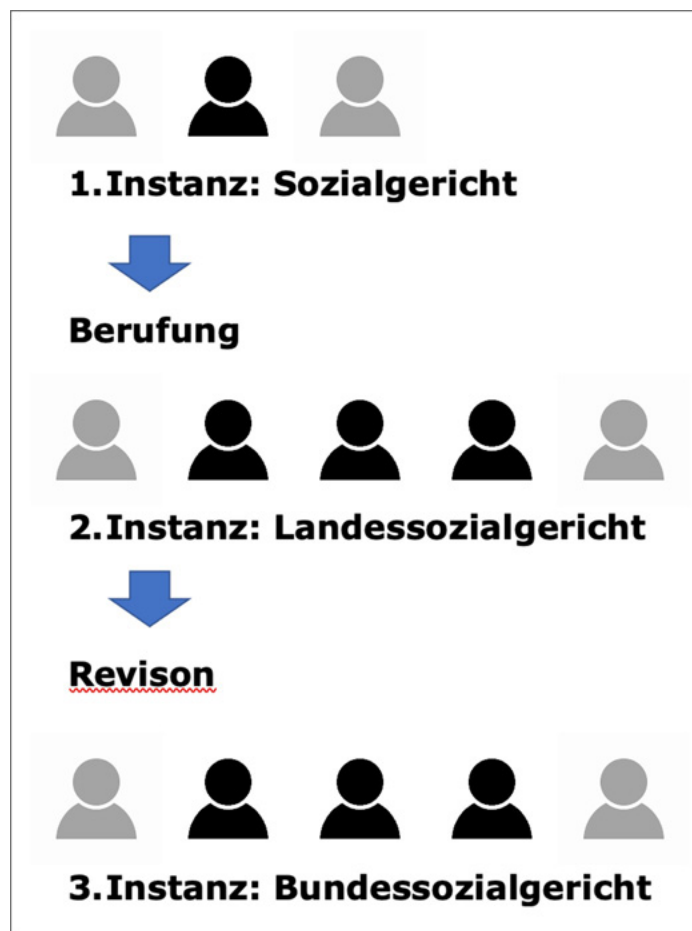 1.Instanz: Sozialgericht
Berufung
2.Instanz: Landessozialgericht
Revison
3.Instanz: Bundessozialgericht